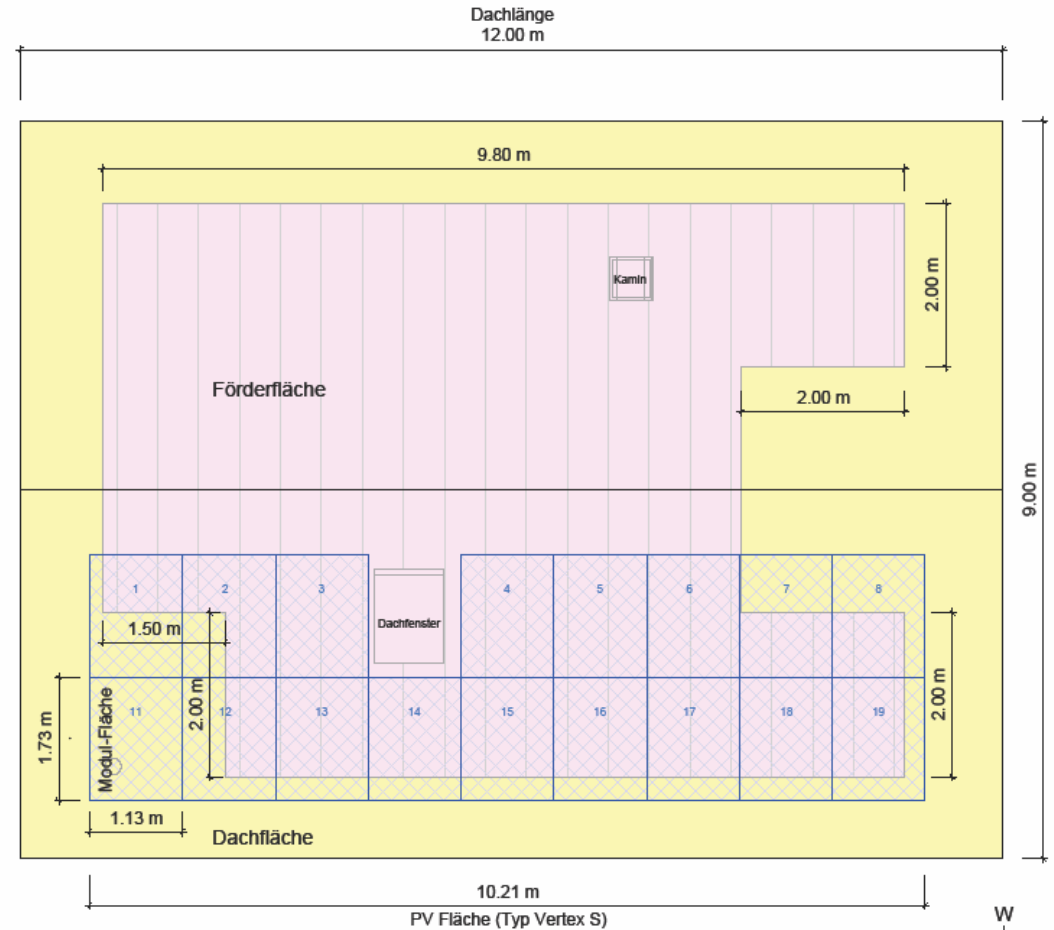 Dachlänge
12.00 m
9.80 m
Kamin
2.00 m
Förderfläche
2.00 m
9.00 m
1 2 3 4 5 6 7 8
Dachfenster
1.50 m
2.00 m
2.00 m
1.73 m
Modul-Fläche
11 12 13 14 15 16 17 18 19
1.13 m
Dachfläche
10.21 m
PV Fläche (Typ Vertex S)
W